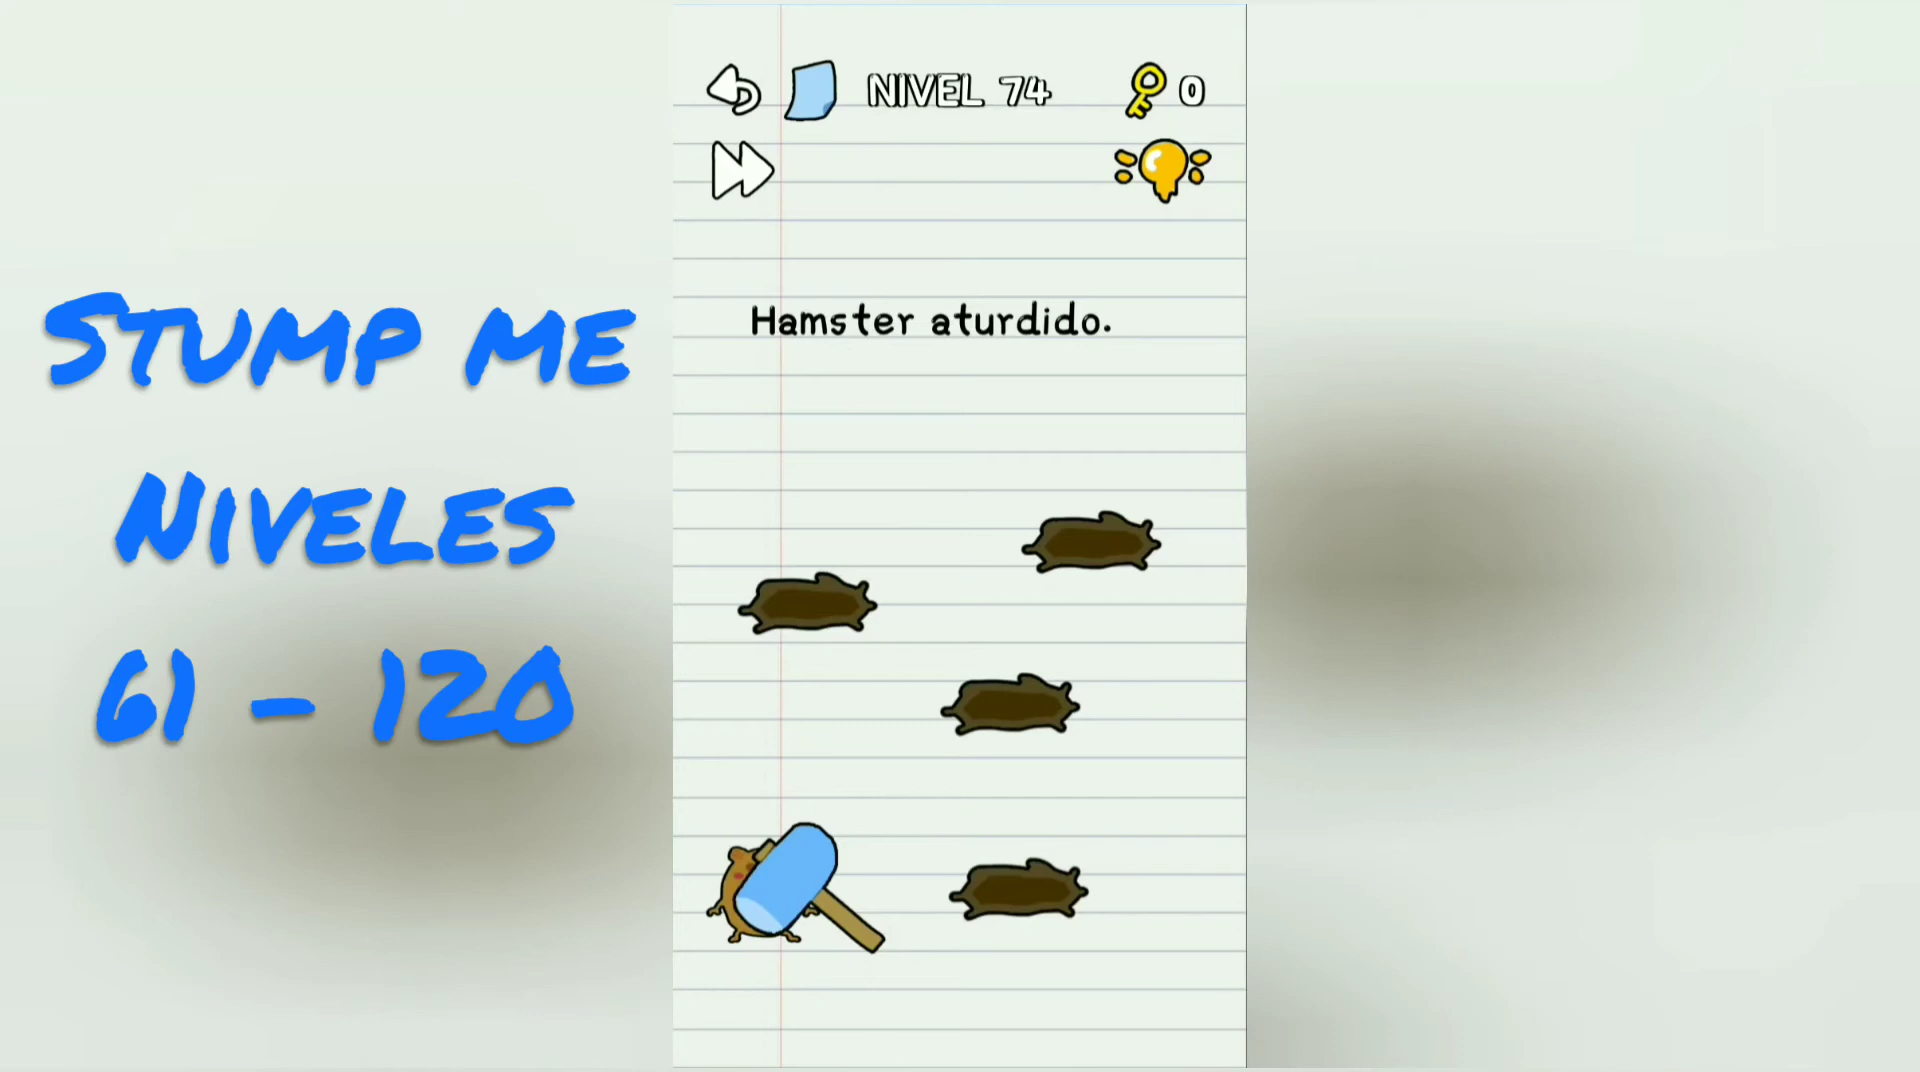 Stump me
Niveles
61 - 120
NIVEL 74
0
Hamster aturdido.